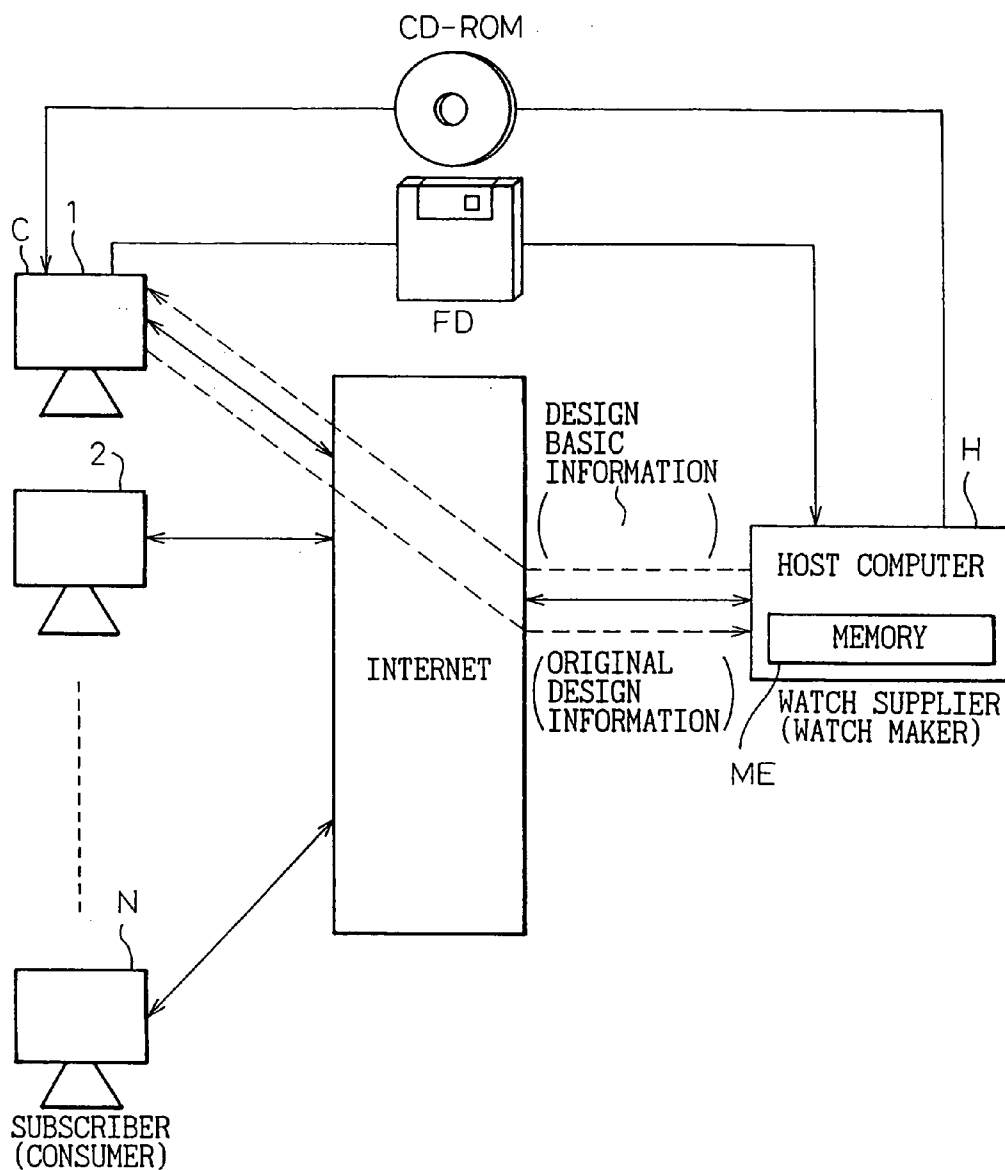 CD-ROM
C
1
FD
2
DESIGN
BASIC
INFORMATION
H
HOST COMPUTER
MEMORY
INTERNET
ORIGINAL
DESIGN
INFORMATION
WATCH SUPPLIER
(WATCH MAKER)
ME
N
SUBSCRIBER
(CONSUMER)